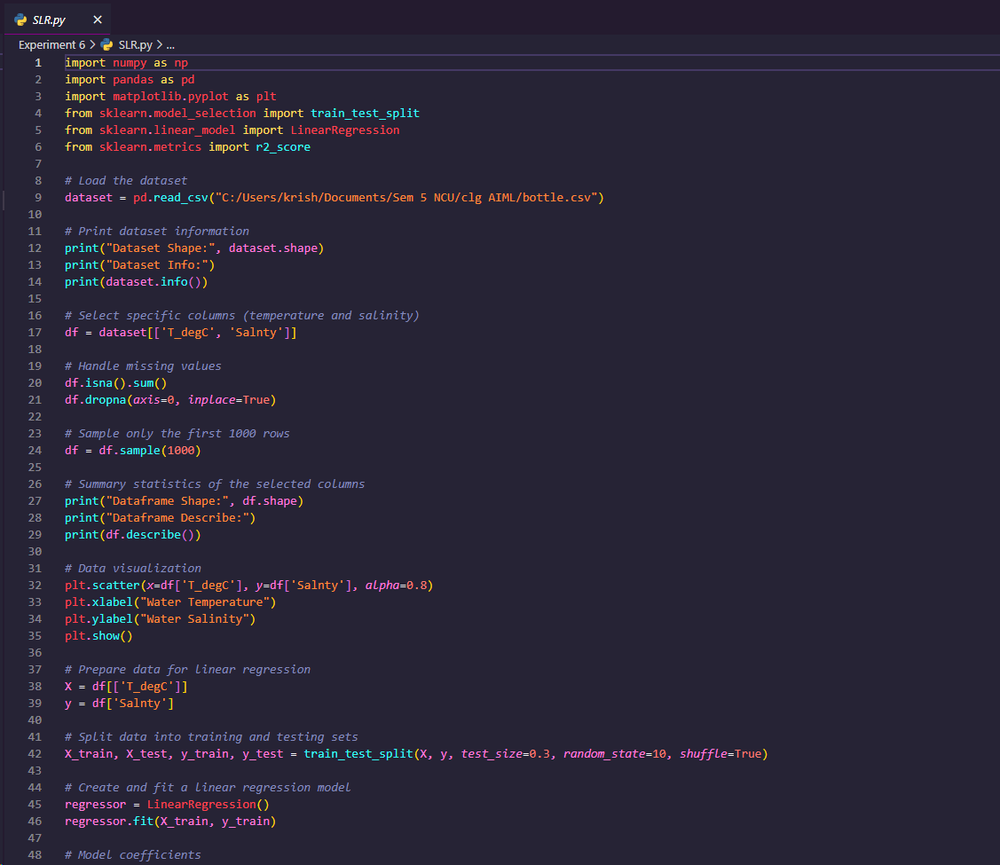 SLR.py
Experiment 6 > SLR.py > ...
1 import numpy as np
2 import pandas as pd
3 import matplotlib.pyplot as plt
4 from sklearn.model_selection import train_test_split
5 from sklearn.linear_model import LinearRegression
6 from sklearn.metrics import r2_score
7
8 # Load the dataset
9 dataset = pd.read_csv("C:/Users/krish/Documents/Sem 5 NCU/clg AIML/bottle.csv")
10
11 # Print dataset information
12 print("Dataset Shape:", dataset.shape)
13 print("Dataset Info:")
14 print(dataset.info())
15
16 # Select specific columns (temperature and salinity)
17 df = dataset[['T_degC', 'Salnty']]
18
19 # Handle missing values
20 df.isna().sum()
21 df.dropna(axis=0, inplace=True)
22
23 # Sample only the first 1000 rows
24 df = df.sample(1000)
25
26 # Summary statistics of the selected columns
27 print("Dataframe Shape:", df.shape)
28 print("Dataframe Describe:")
29 print(df.describe())
30
31 # Data visualization
32 plt.scatter(x=df['T_degC'], y=df['Salnty'], alpha=0.8)
33 plt.xlabel("Water Temperature")
34 plt.ylabel("Water Salinity")
35 plt.show()
36
37 # Prepare data for linear regression
38 X = df[['T_degC']]
39 y = df['Salnty']
40
41 # Split data into training and testing sets
42 X_train, X_test, y_train, y_test = train_test_split(X, y, test_size=0.3, random_state=10, shuffle=True)
43
44 # Create and fit a linear regression model
45 regressor = LinearRegression()
46 regressor.fit(X_train, y_train)
47
48 # Model coefficients